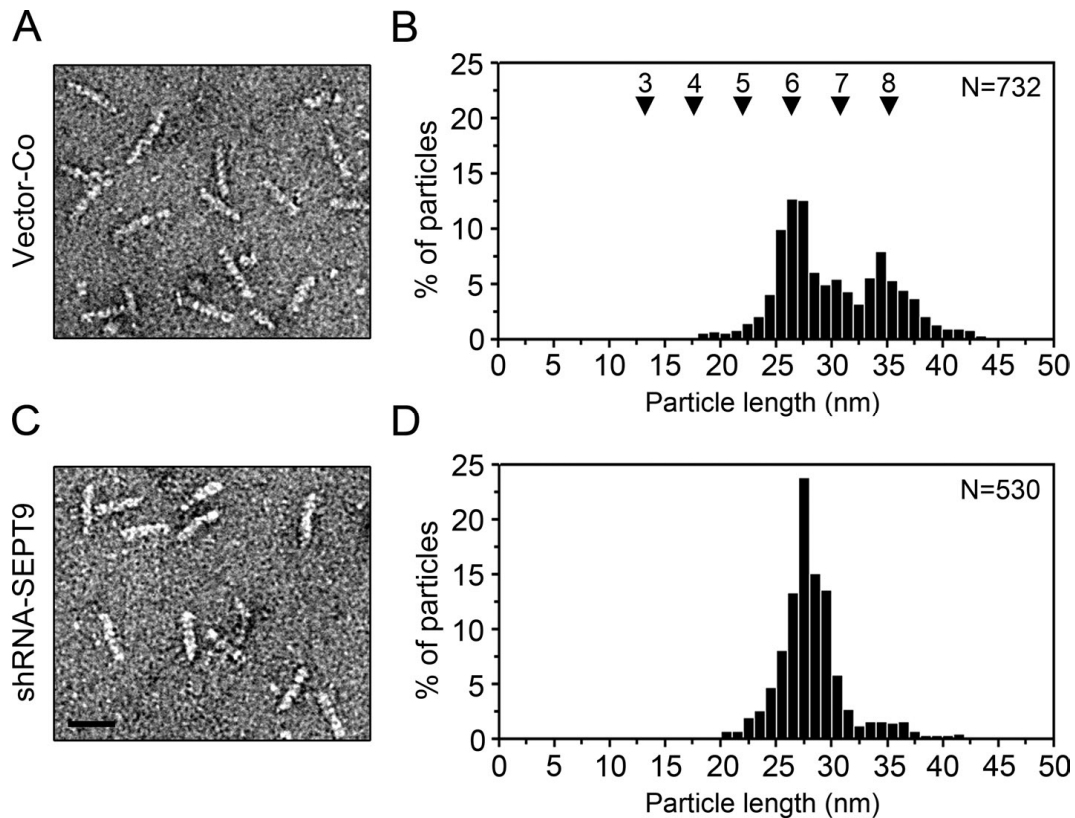 A
Vector-Co
B
% of particles
25
20
15
10
5
0
3 4 5 6 7 8
N=732
0 5 10 15 20 25 30 35 40 45 50
Particle length (nm)
C
shRNA-SEPT9
D
% of particles
25
20
15
10
5
0
N=530
0 5 10 15 20 25 30 35 40 45 50
Particle length (nm)